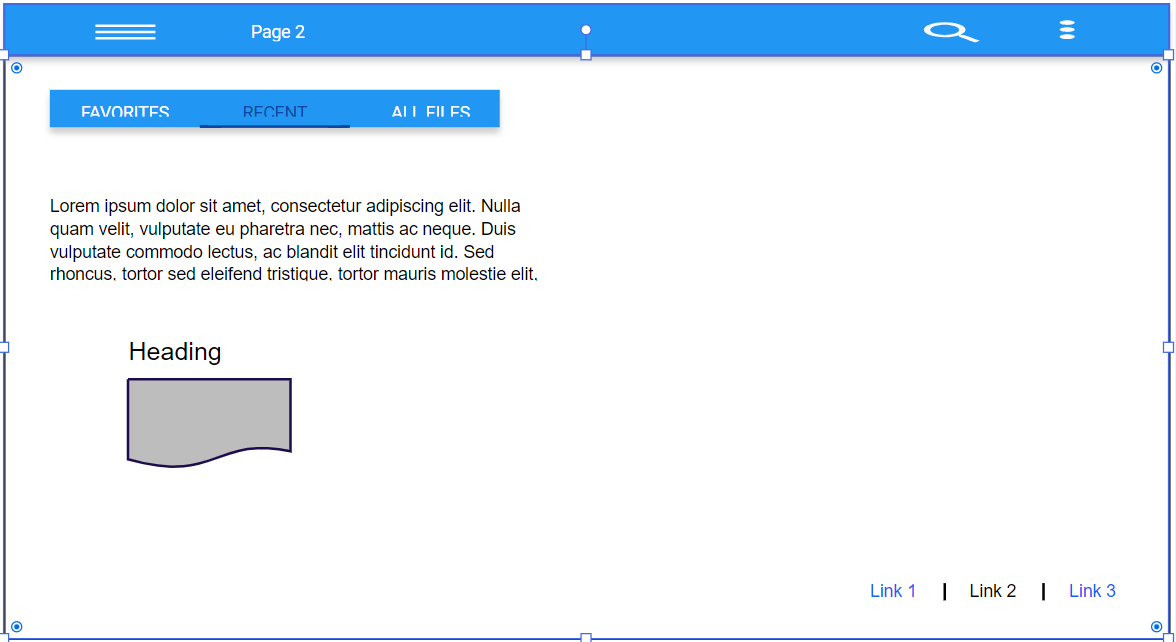 Page 2
FAVORITES RECENT ALL FILES
Lorem ipsum dolor sit amet, consectetur adipiscing elit. Nulla
quam velit, vulputate eu pharetra nec, mattis ac neque. Duis
vulputate commodo lectus, ac blandit elit tincidunt id. Sed
rhoncus, tortor sed eleifend tristique, tortor mauris molestie elit,
Heading
Link 1 | Link 2 | Link 3